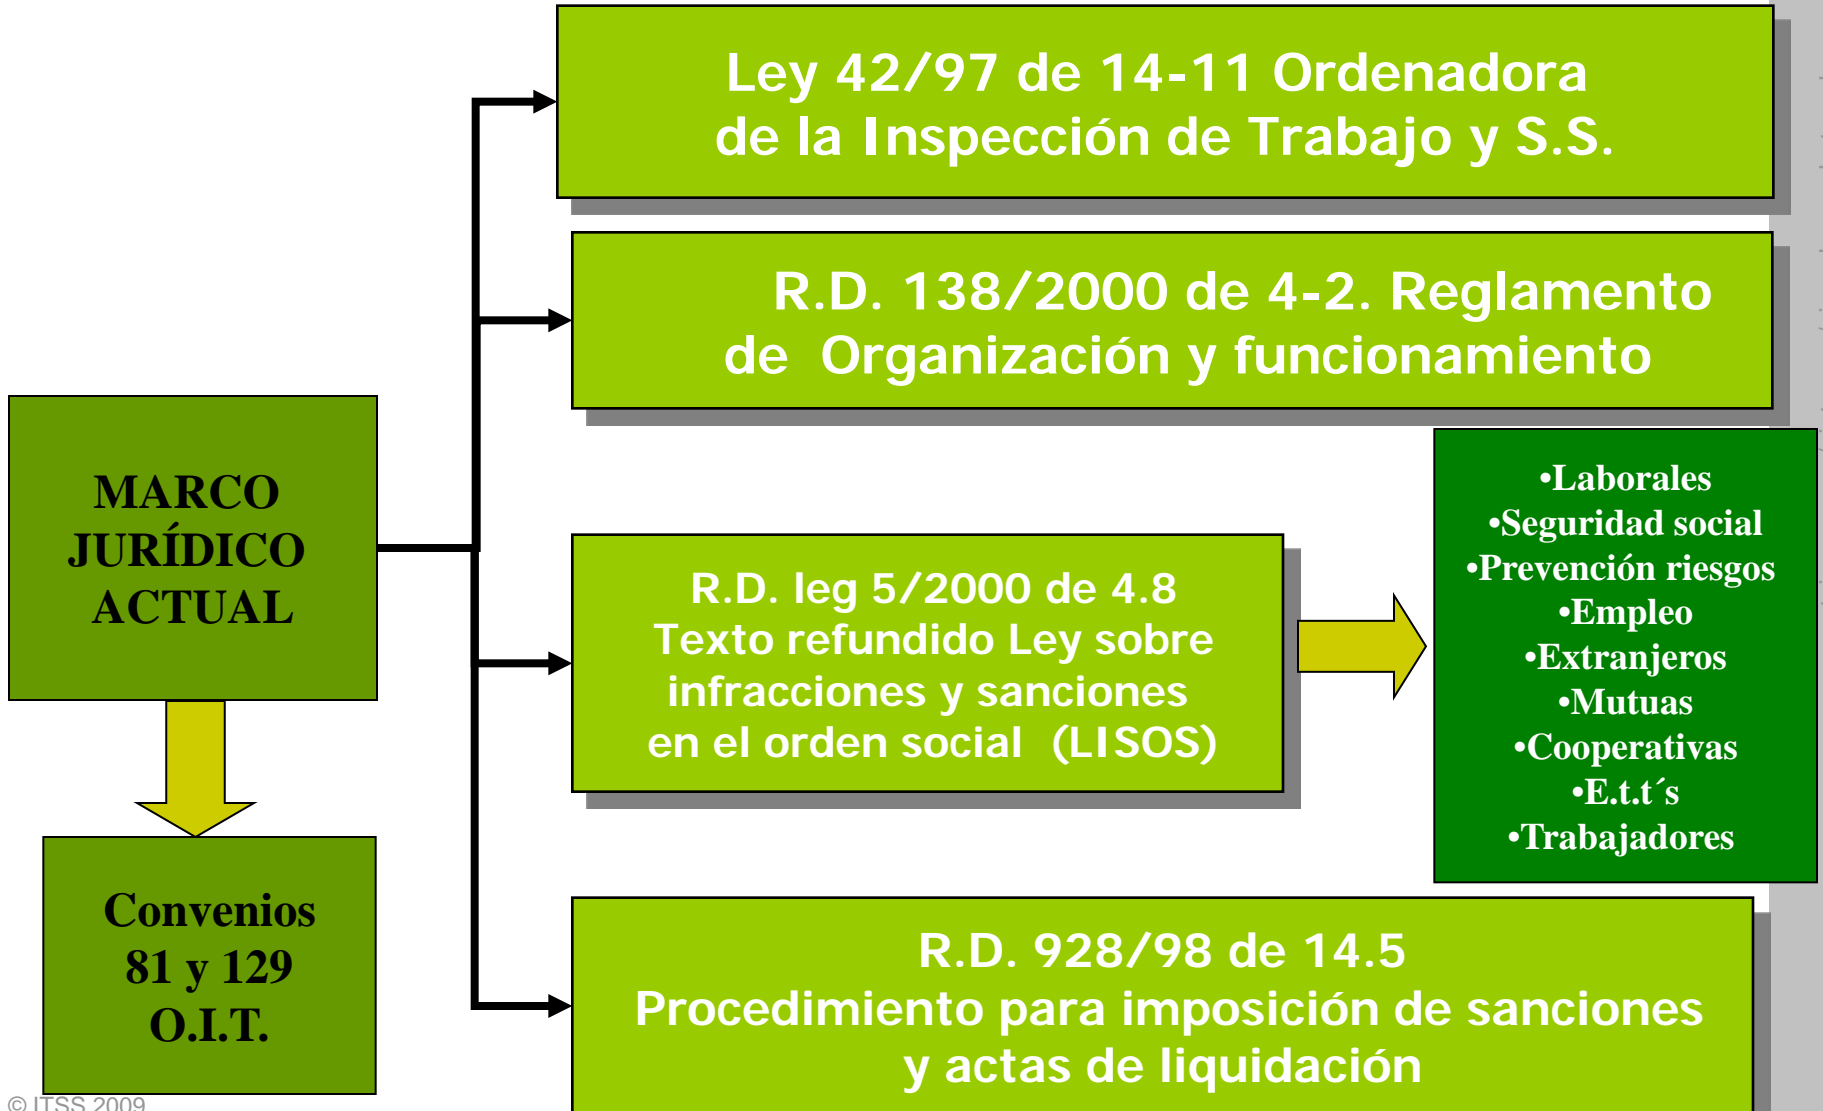 Ley 42/97 de 14-11 Ordenadora
de la Inspección de Trabajo y S.S.
R.D. 138/2000 de 4-2. Reglamento
de  Organización y funcionamiento
MARCO
JURÍDICO
ACTUAL
R.D. leg 5/2000 de 4.8
Texto refundido Ley sobre
infracciones y sanciones
en el orden social  (LISOS)
•Laborales
•Seguridad social
•Prevención riesgos
•Empleo
•Extranjeros
•Mutuas
•Cooperativas
•E.t.t´s
•Trabajadores
Convenios
81 y 129
O.I.T.
R.D. 928/98 de 14.5
Procedimiento para imposición de sanciones
y actas de liquidación
© ITSS 2009